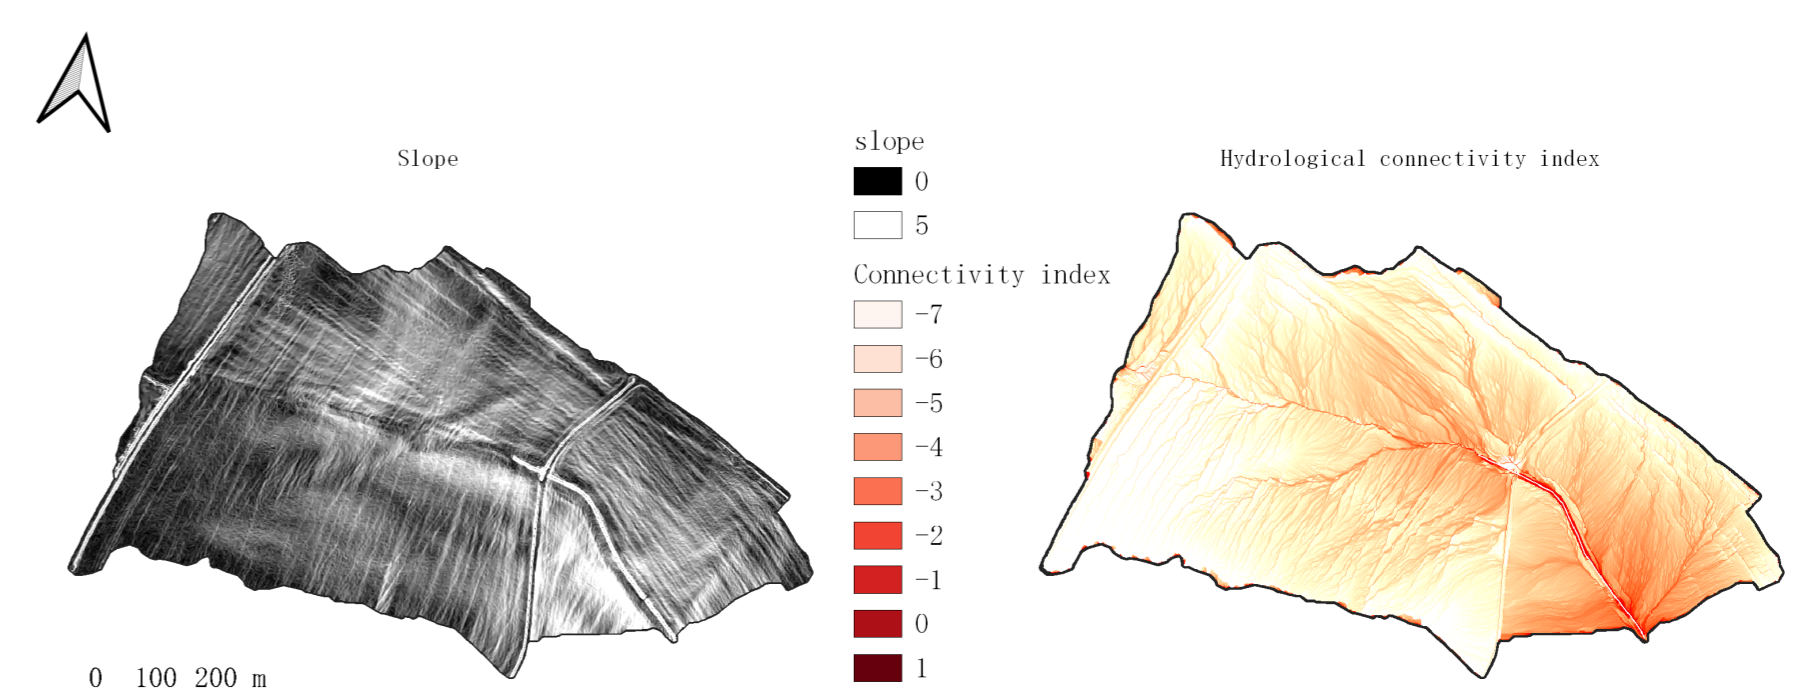 Slope
Hydrological connectivity index
slope
0
5
Connectivity index
-7
-6
-5
-4
-3
-2
-1
0
1
0 100 200 m